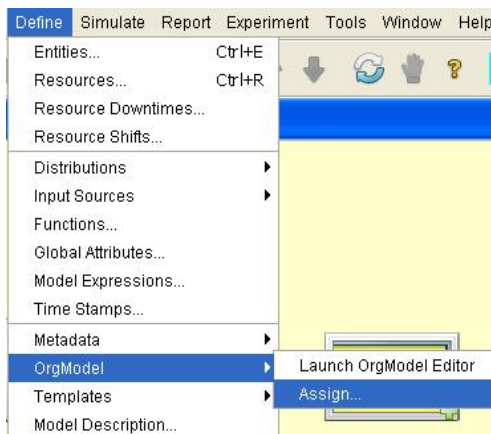 Define Simulate Report Experiment Tools Window Help
Entities... Ctrl+E
Resources... Ctrl+R
Resource Downtimes...
Resource Shifts...
Distributions
Input Sources
Functions...
Global Attributes...
Model Expressions...
Time Stamps...
Metadata
OrgModel
Launch OrgModel Editor
Templates
Assign...
Model Description...